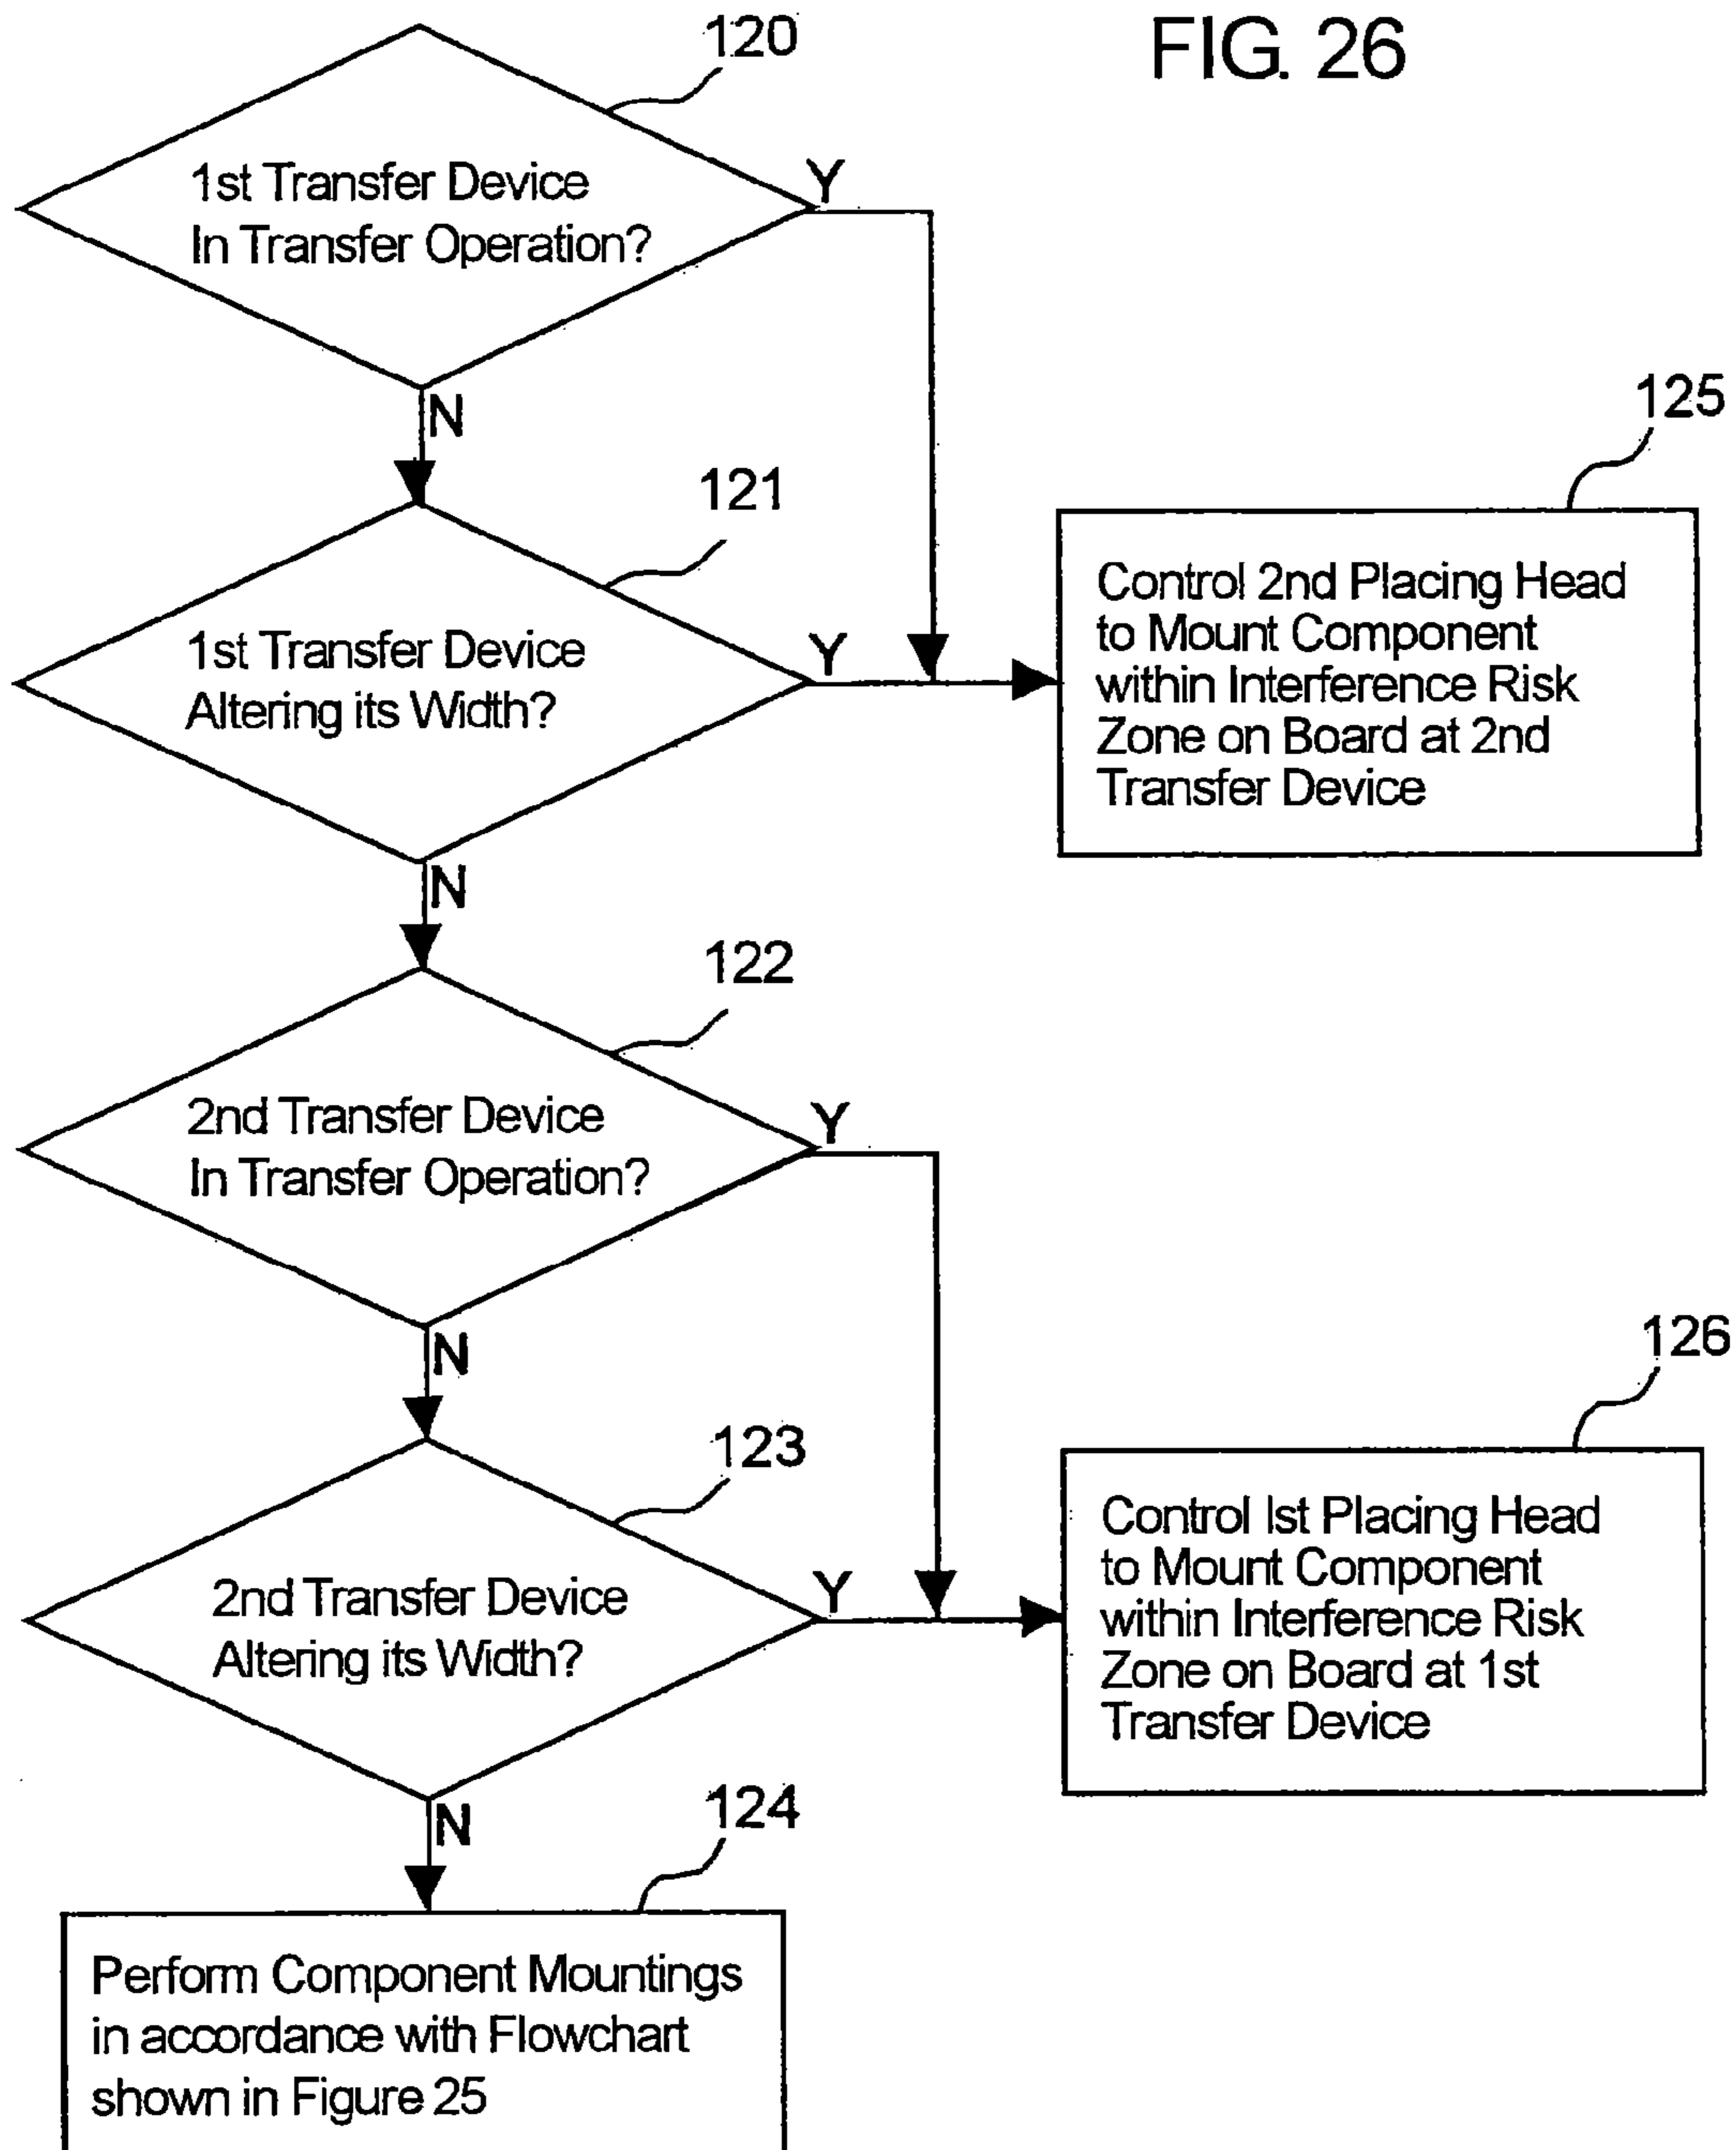 FIG. 26
120
1st Transfer Device
In Transfer Operation?
Y
N
121
1st Transfer Device
Altering its Width?
Y
N
125
Control 2nd Placing Head
to Mount Component
within Interference Risk
Zone on Board at 2nd
Transfer Device
122
2nd Transfer Device
In Transfer Operation?
Y
N
123
2nd Transfer Device
Altering its Width?
Y
N
126
Control Ist Placing Head
to Mount Component
within Interference Risk
Zone on Board at 1st
Transfer Device
124
Perform Component Mountings
in accordance with Flowchart
shown in Figure 25